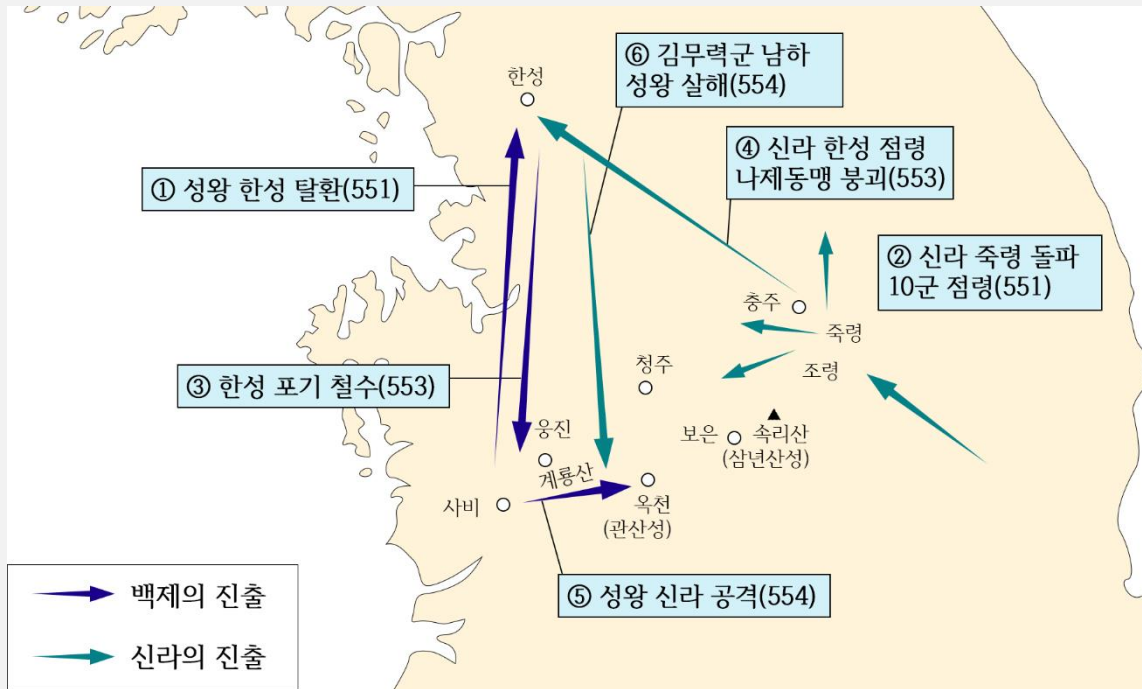 한성
⑥ 김무력군 남하
성왕 살해(554)
④ 신라 한성 점령
나제동맹 붕괴(553)
① 성왕 한성 탈환(551)
② 신라 죽령 돌파
10군 점령(551)
충주
죽령
조령
청주
③ 한성 포기 철수(553)
웅진
보은
속리산
(삼년산성)
계룡산
사비
옥천
(관산성)
⑤ 성왕 신라 공격(554)
백제의 진출
신라의 진출